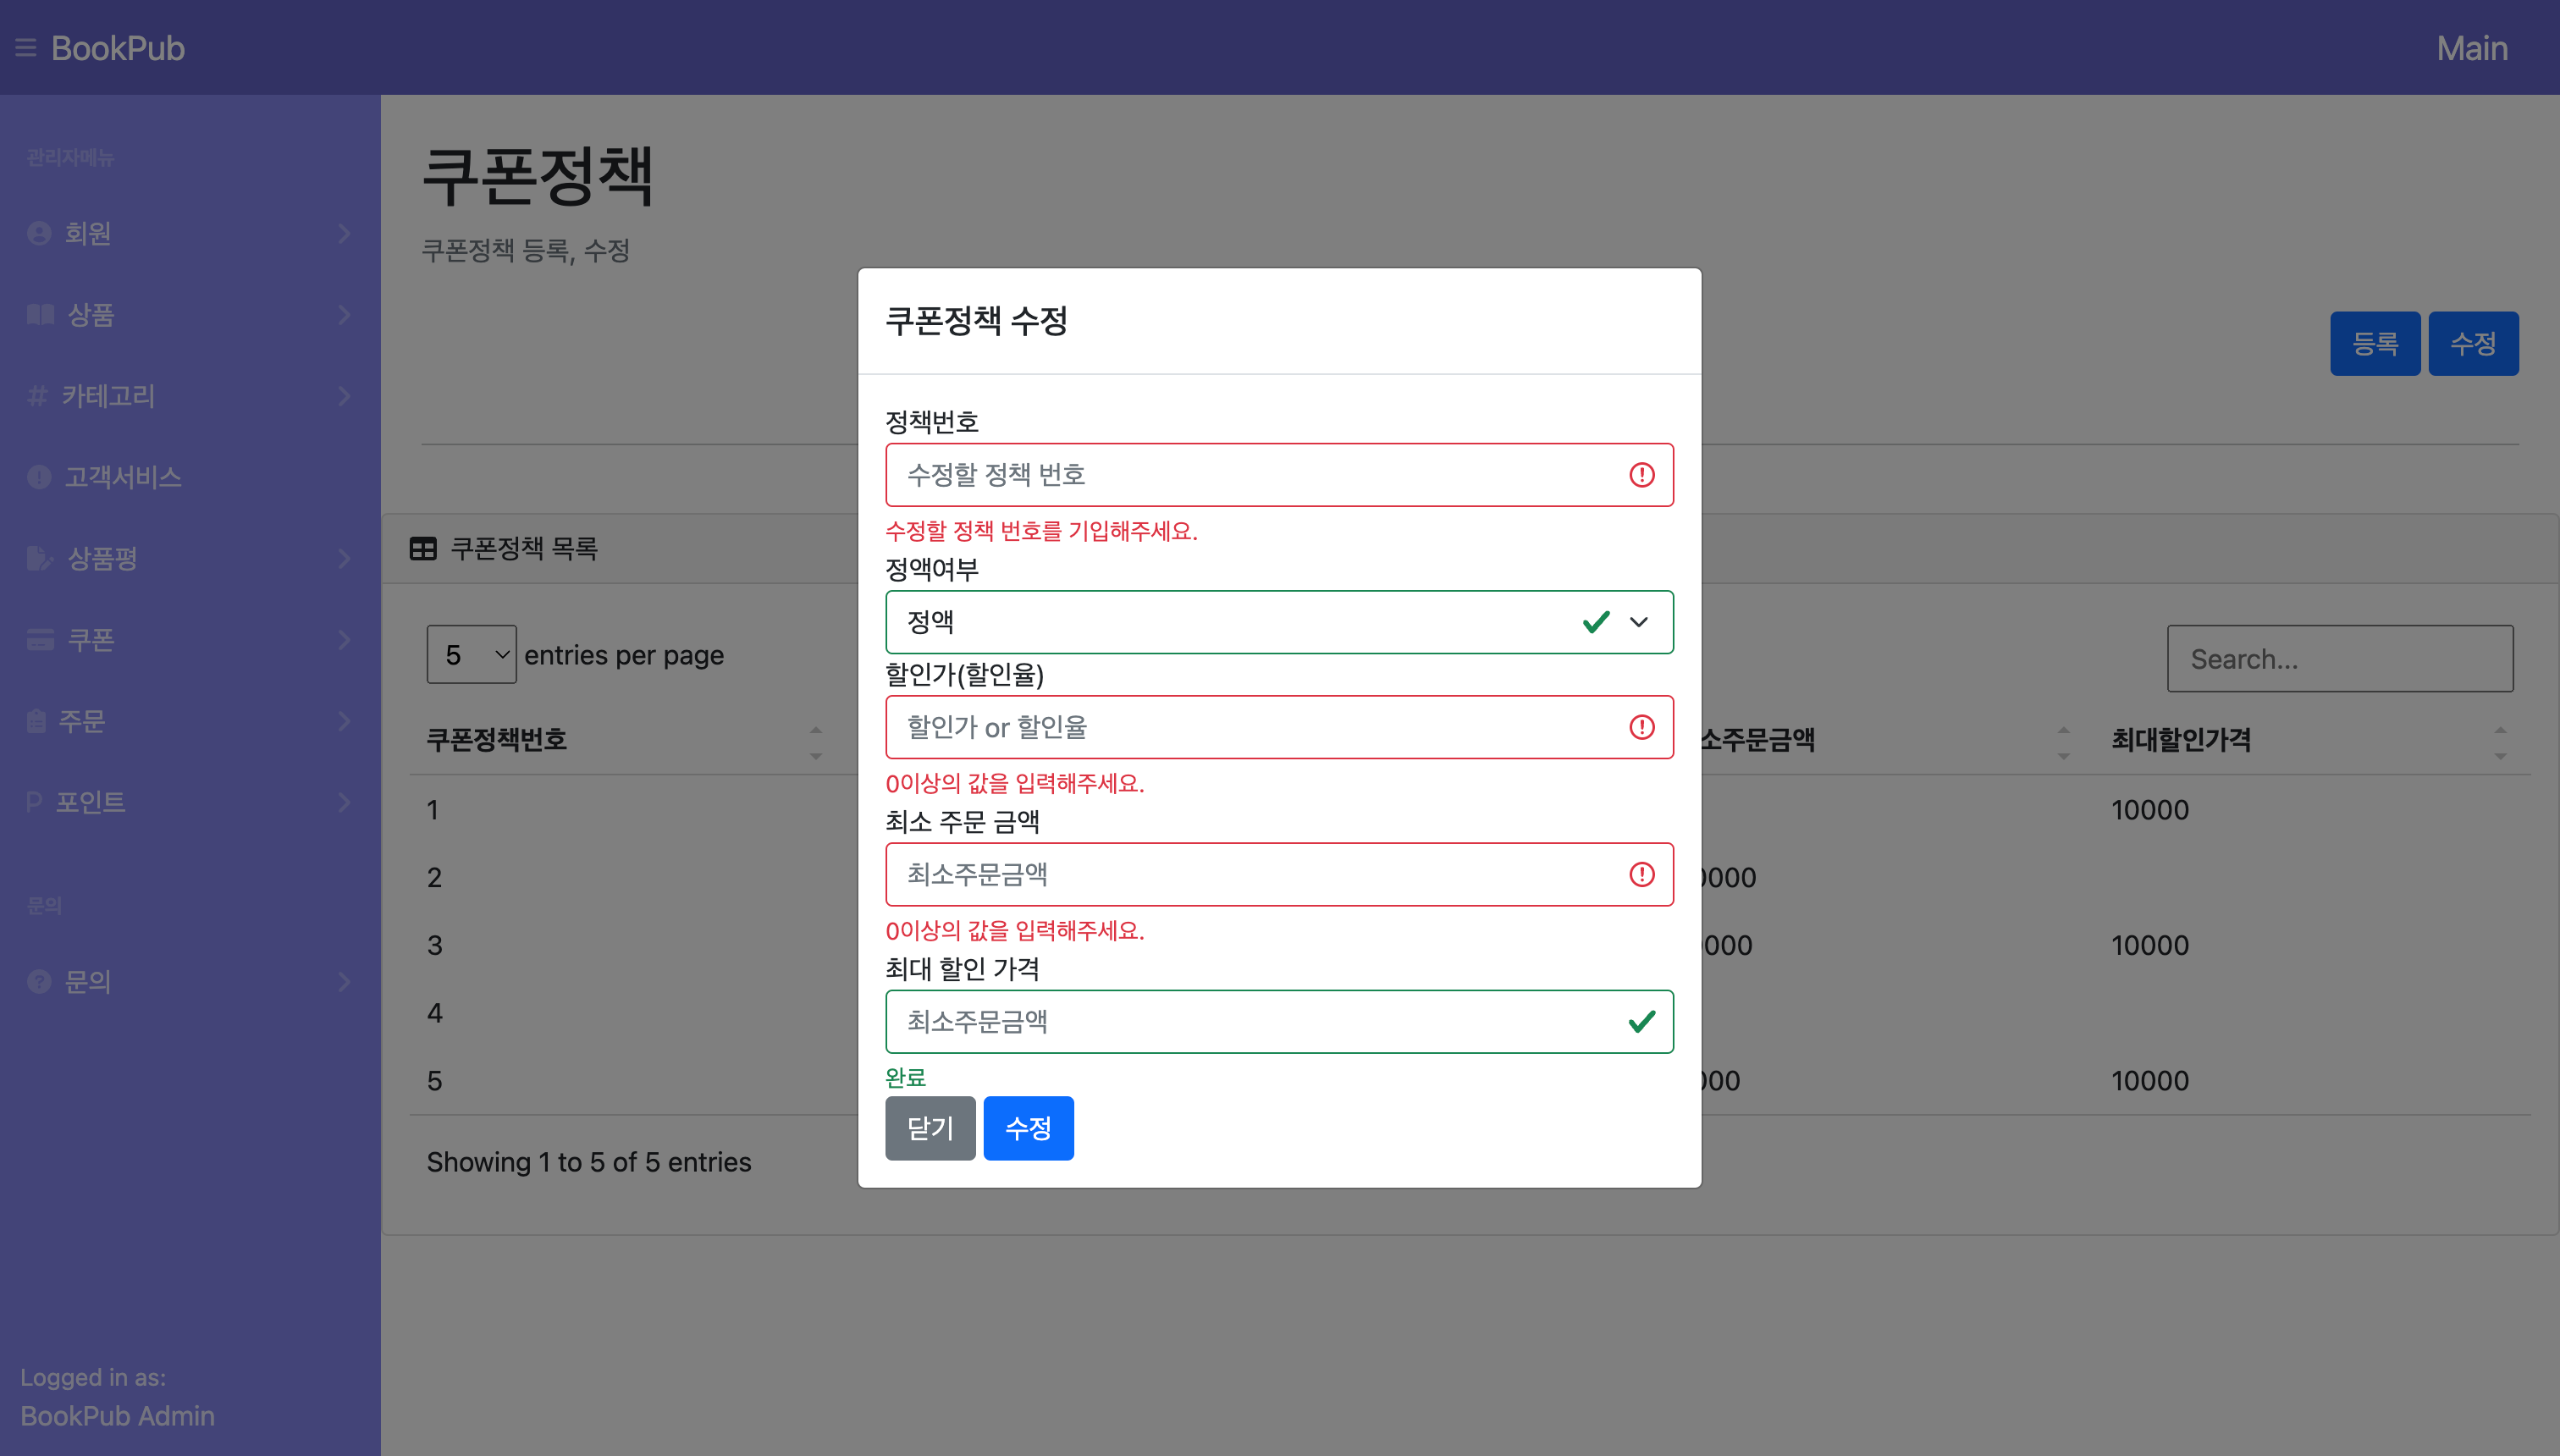 BookPub
Main
관리자메뉴
회원
상품
카테고리
고객서비스
상품평
쿠폰
주문
포인트
문의
문의
Logged in as:
BookPub Admin
쿠폰정책
쿠폰정책 등록, 수정
등록 수정
쿠폰정책 목록
5 entries per page
Search...
쿠폰정책번호 소주문금액 최대할인가격
1 10000
2 0000
3 0000 10000
4
5 000 10000
Showing 1 to 5 of 5 entries
쿠폰정책 수정
정책번호
수정할 정책 번호
수정할 정책 번호를 기입해주세요.
정액여부
정액
할인가(할인율)
할인가 or 할인율
0이상의 값을 입력해주세요.
최소 주문 금액
최소주문금액
0이상의 값을 입력해주세요.
최대 할인 가격
최소주문금액
완료
닫기 수정